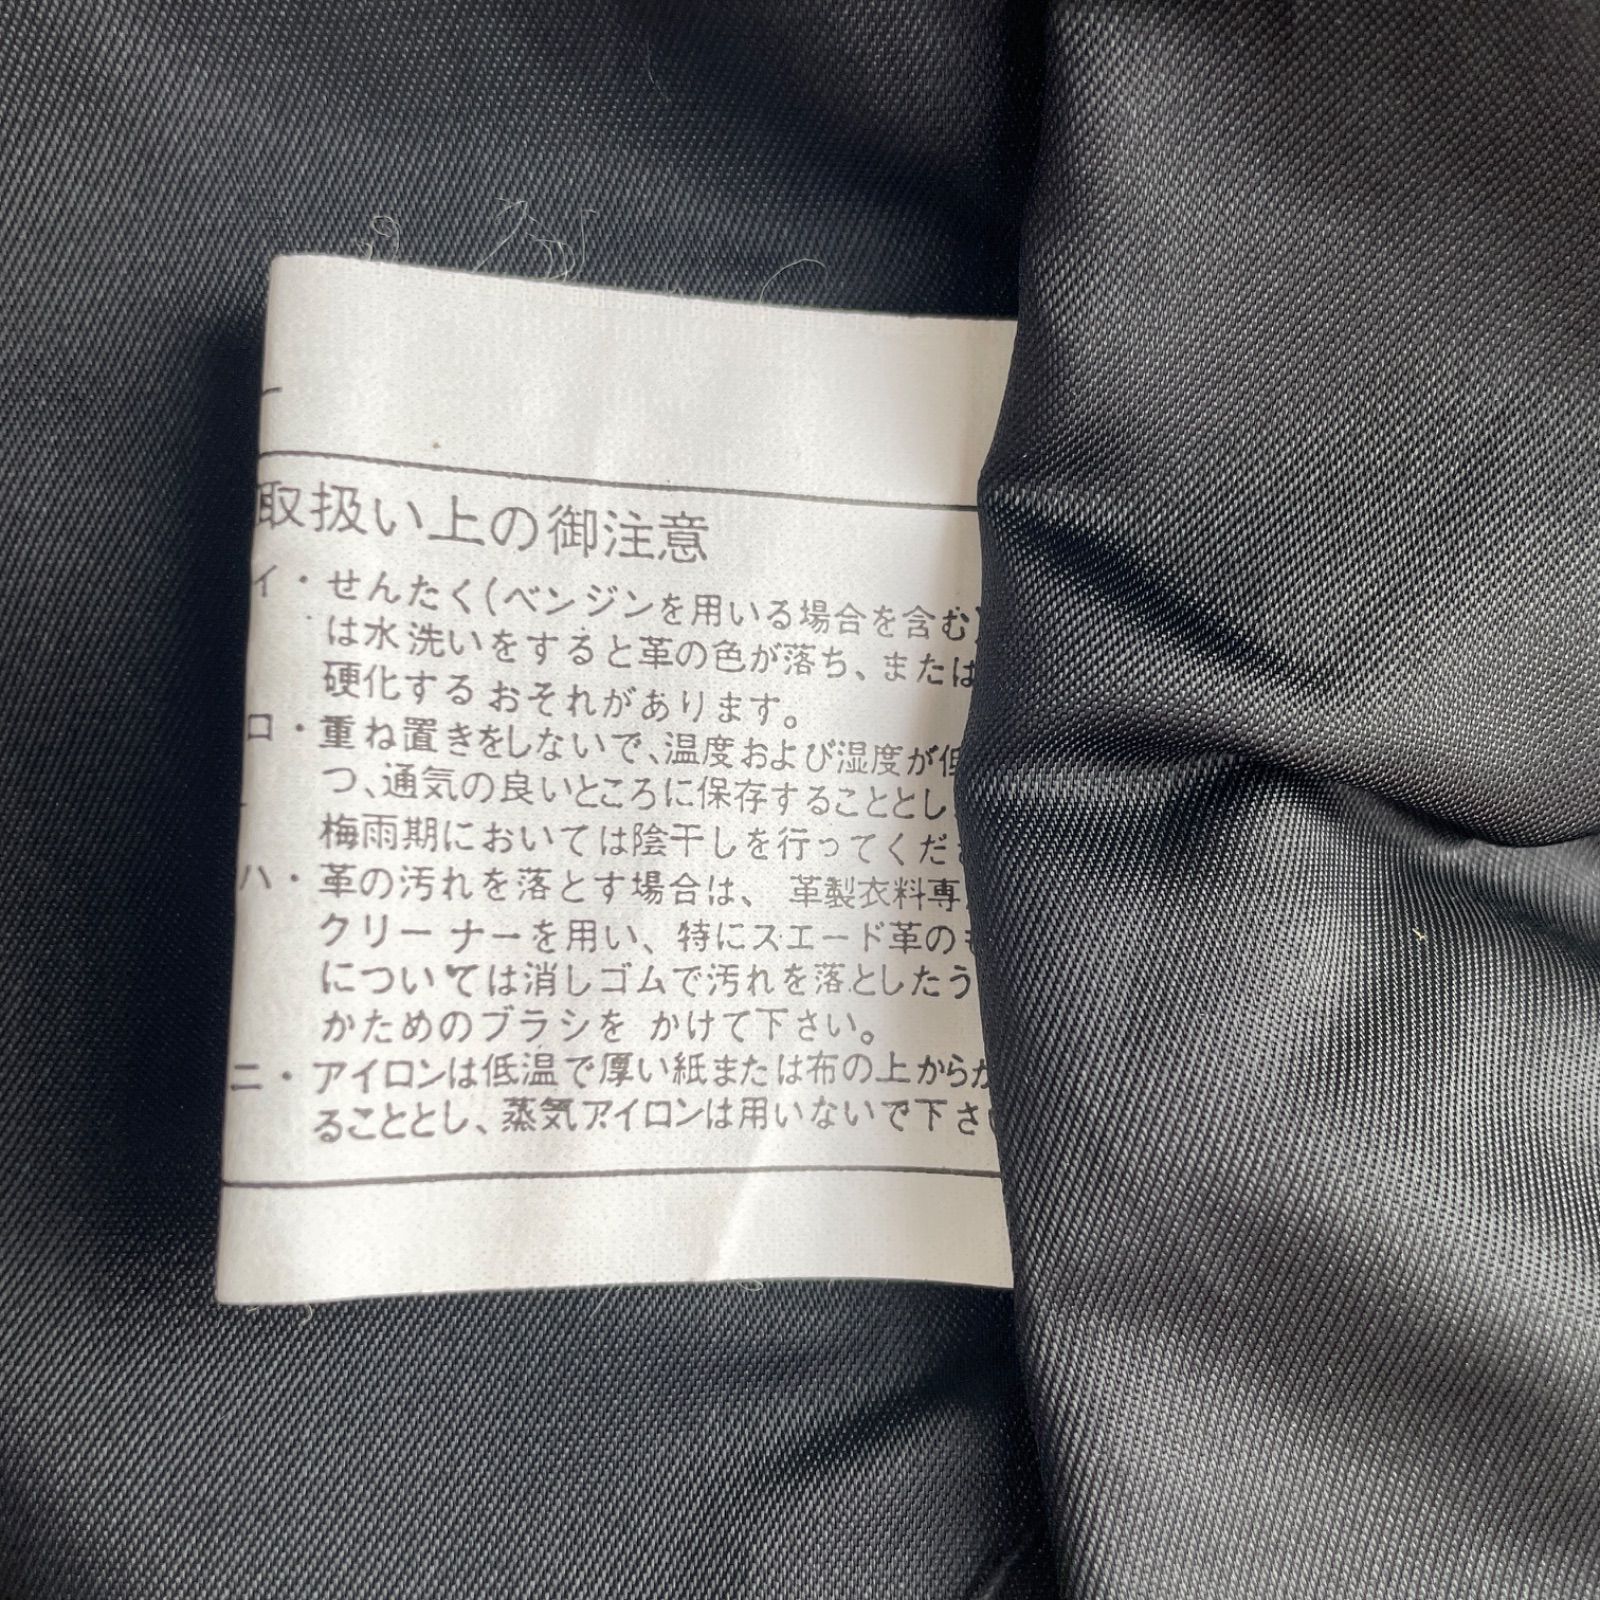 取扱い上の御注意
イ・せんたく(ベンジンを用いる場合を含む)
は水洗いをすると革の色が落ち、または
硬化するおそれがあります。
ロ・重ね置きをしないで、温度および湿度が低
つ、通気の良いところに保存することとし
梅雨期においては陰干しを行ってくださ
ハ・革の汚れを落とす場合は、革製衣料専
クリーナーを用い、特にスエード革のも
については消しゴムで汚れを落としたう
かためのブラシを かけて下さい。
ニ・アイロンは低温で厚い紙または布の上からか
ることとし、蒸気アイロンは用いないで下さい